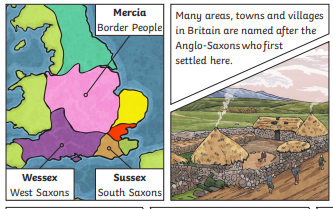 Mercia
Border People
Wessex
West Saxons
Sussex
South Saxons
Many areas, towns and villages
in Britain are named after the
Anglo-Saxons who first
settled here.